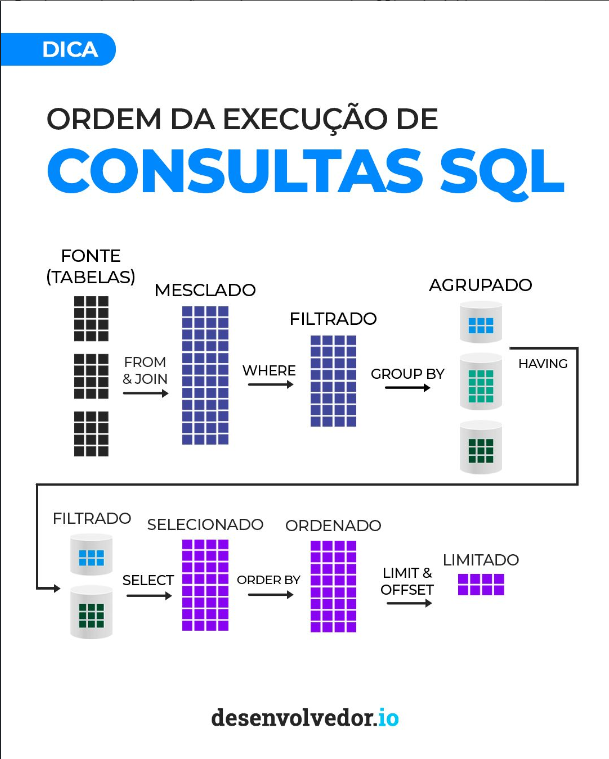 DICA
ORDEM DA EXECUÇÃO DE
CONSULTAS SQL
FONTE
(TABELAS)
MESCLADO
FILTRADO
AGRUPADO
FROM
& JOIN
WHERE
GROUP BY
HAVING
FILTRADO
SELECIONADO
ORDENADO
LIMITADO
SELECT
ORDER BY
LIMIT &
OFFSET
desenvolvedor.io